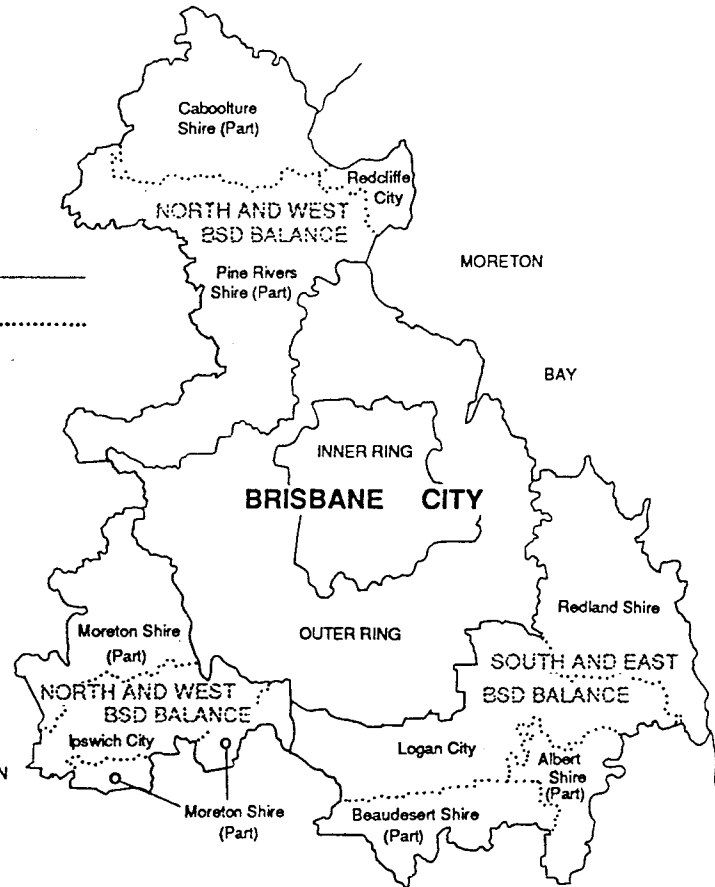 Caboolture
Shire (Part)
Redcliffe
City
NORTH AND WEST
BSD BALANCE
Pine Rivers
Shire (Part)
MORETON
BAY
INNER RING
BRISBANE CITY
OUTER RING
Redland Shire
Moreton Shire
(Part)
SOUTH AND EAST
BSD BALANCE
NORTH AND WEST
BSD BALANCE
Ipswich City
Logan City
Albert
Shire
(Part)
N
Moreton Shire
(Part)
Beaudesert Shire
(Part)